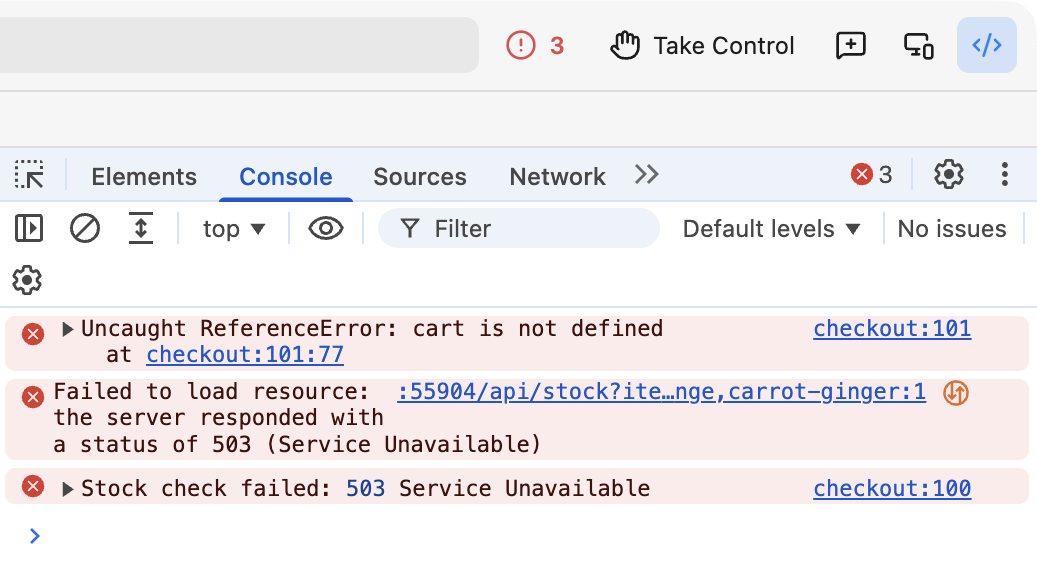 3 Take Control
Elements Console Sources Network 3
top Filter Default levels No issues
Uncaught ReferenceError: cart is not defined checkout:101
at checkout:101:77
Failed to load resource: :55904/api/stock?ite…nge,carrot-ginger:1
the server responded with
a status of 503 (Service Unavailable)
Stock check failed: 503 Service Unavailable checkout:100